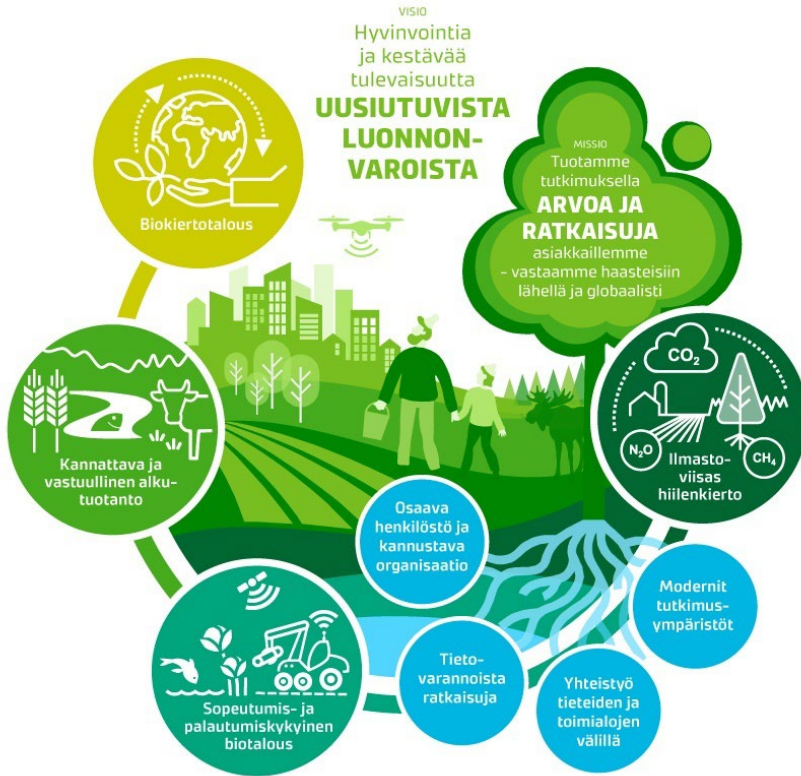 VISIO
Hyvinvointia
ja kestävää
tulevaisuutta
UUSIUTUVISTA
LUONNON-
VAROISTA
MISSIO
Tuotamme
tutkimuksella
ARVOA JA
RATKAISUJA
asiakkaillemme
- vastaamme haasteisiin
lähellä ja globaalisti
Biokiertotalous
Kannattava ja
vastuullinen alku-
tuotanto
CO₂
N₂O
CH₄
Ilmasto-
viisas
hiilenkierto
Osaava
henkilöstö ja
kannustava
organisaatio
Modernit
tutkimus-
ympäristöt
Sopeutumis- ja
palautumiskykyinen
biotalous
Tieto-
varannoista
ratkaisuja
Yhteistyö
tieteiden ja
toimialojen
välillä